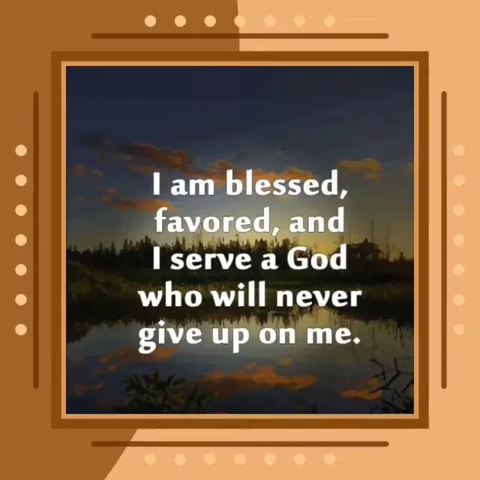 I am blessed,
favored, and
I serve a God
who will never
give up on me.